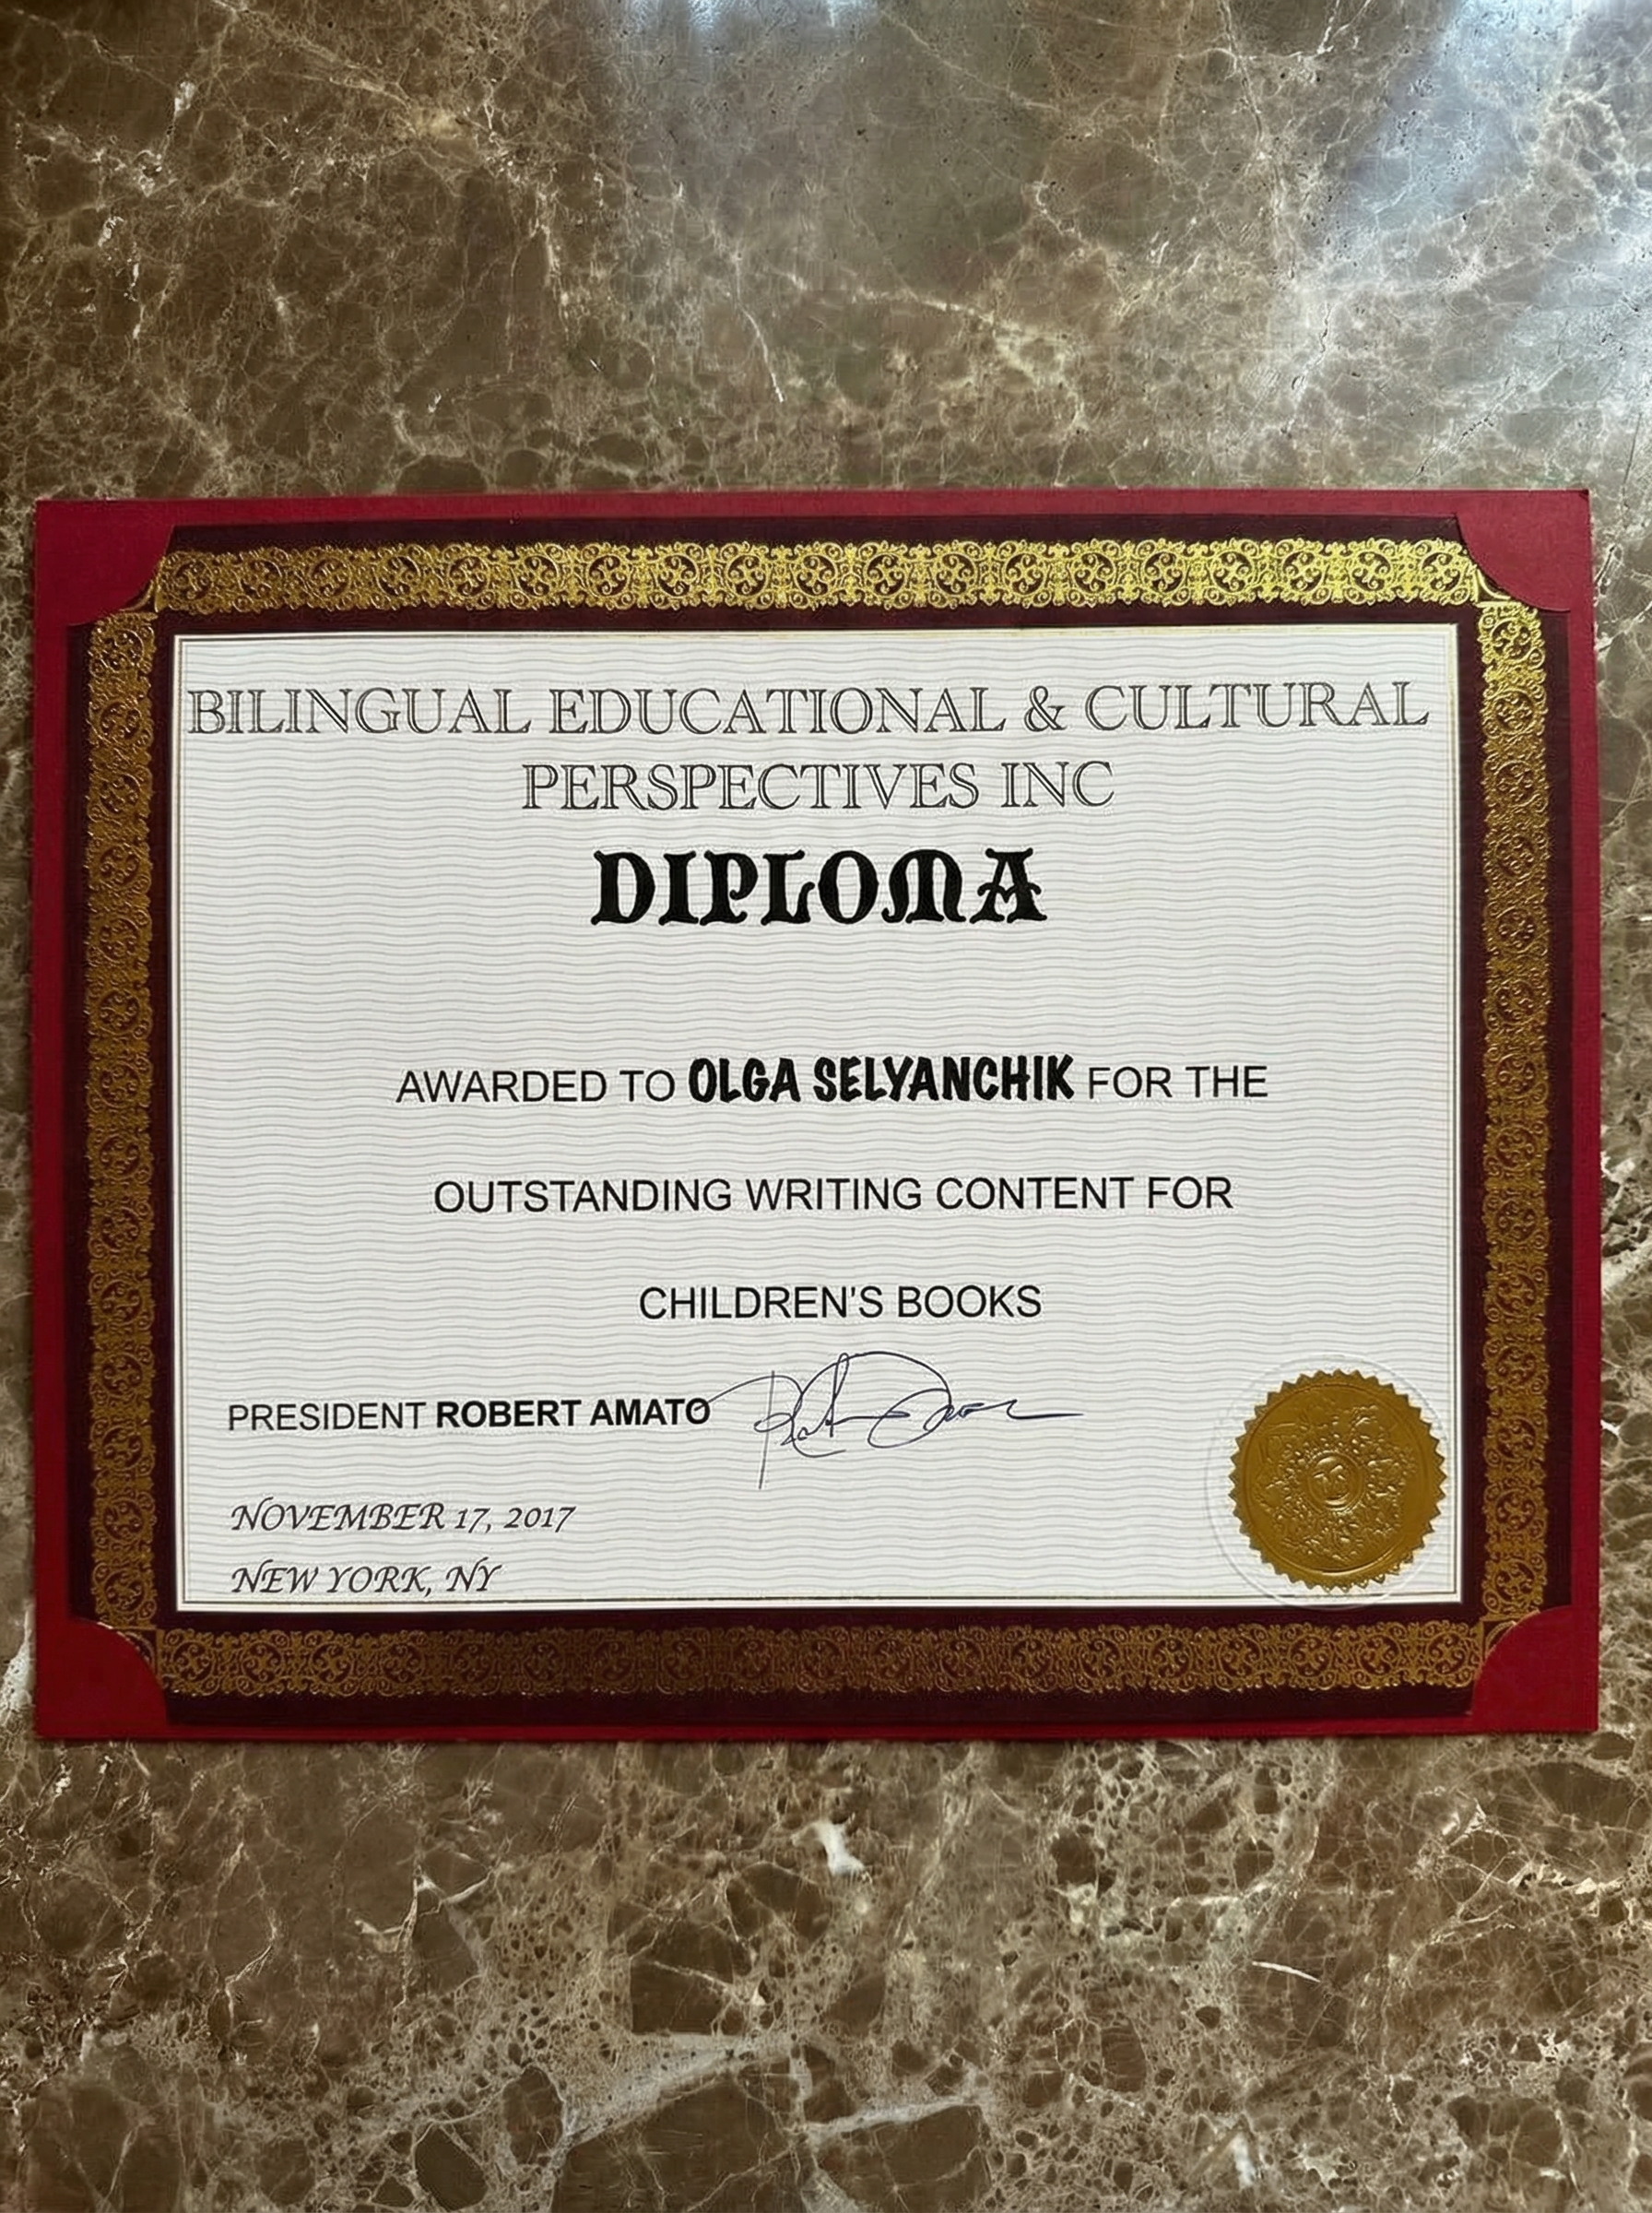 BILINGUAL EDUCATIONAL & CULTURAL
PERSPECTIVES INC
DIPLOMA
AWARDED TO OLGA SELYANCHIK FOR THE
OUTSTANDING WRITING CONTENT FOR
CHILDREN'S BOOKS
PRESIDENT ROBERT AMATO
NOVEMBER 17, 2017
NEW YORK, NY